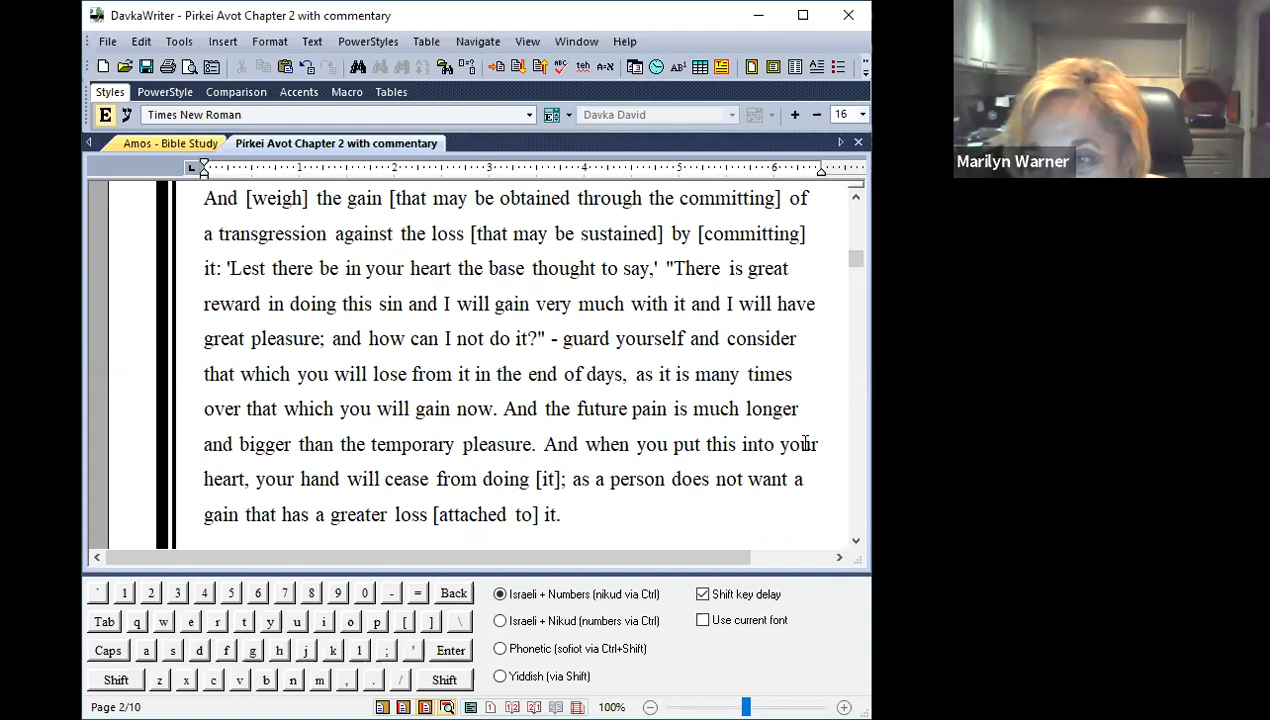 DavkaWriter - Pirkei Avot Chapter 2 with commentary
File Edit Tools Insert Format Text PowerStyles Table Navigate View Window Help
Styles PowerStyle Comparison Accents Macro Tables
E Times New Roman Davka David 16
Amos - Bible Study Pirkei Avot Chapter 2 with commentary
L 1 2 3 4 5 6
And [weigh] the gain [that may be obtained through the committing] of
a transgression against the loss [that may be sustained] by [committing]
it: 'Lest there be in your heart the base thought to say,' "There is great
reward in doing this sin and I will gain very much with it and I will have
great pleasure; and how can I not do it?" - guard yourself and consider
that which you will lose from it in the end of days, as it is many times
over that which you will gain now. And the future pain is much longer
and bigger than the temporary pleasure. And when you put this into your
heart, your hand will cease from doing [it]; as a person does not want a
gain that has a greater loss [attached to] it.
` 1 2 3 4 5 6 7 8 9 0 - = Back
Tab q w e r t y u i o p [ ] \
Caps a s d f g h j k l ; ' Enter
Shift z x c v b n m , . / Shift
Israeli + Numbers (nikud via Ctrl) Shift key delay
Israeli + Nikud (numbers via Ctrl) Use current font
Phonetic (sofiot via Ctrl+Shift)
Yiddish (via Shift)
Page 2/10 100%
Marilyn Warner